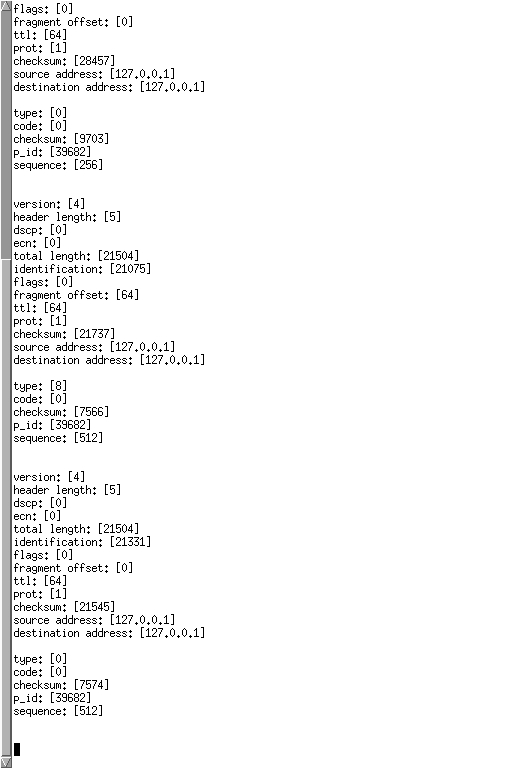 flags: [0]
fragment offset: [0]
ttl: [64]
prot: [1]
checksum: [28457]
source address: [127.0.0.1]
destination address: [127.0.0.1]

type: [0]
code: [0]
checksum: [9703]
p_id: [39682]
sequence: [256]

version: [4]
header length: [5]
dscp: [0]
ecn: [0]
total length: [21504]
identification: [21075]
flags: [0]
fragment offset: [64]
ttl: [64]
prot: [1]
checksum: [21737]
source address: [127.0.0.1]
destination address: [127.0.0.1]

type: [8]
code: [0]
checksum: [7566]
p_id: [39682]
sequence: [512]

version: [4]
header length: [5]
dscp: [0]
ecn: [0]
total length: [21504]
identification: [21331]
flags: [0]
fragment offset: [0]
ttl: [64]
prot: [1]
checksum: [21545]
source address: [127.0.0.1]
destination address: [127.0.0.1]

type: [0]
code: [0]
checksum: [7574]
p_id: [39682]
sequence: [512]